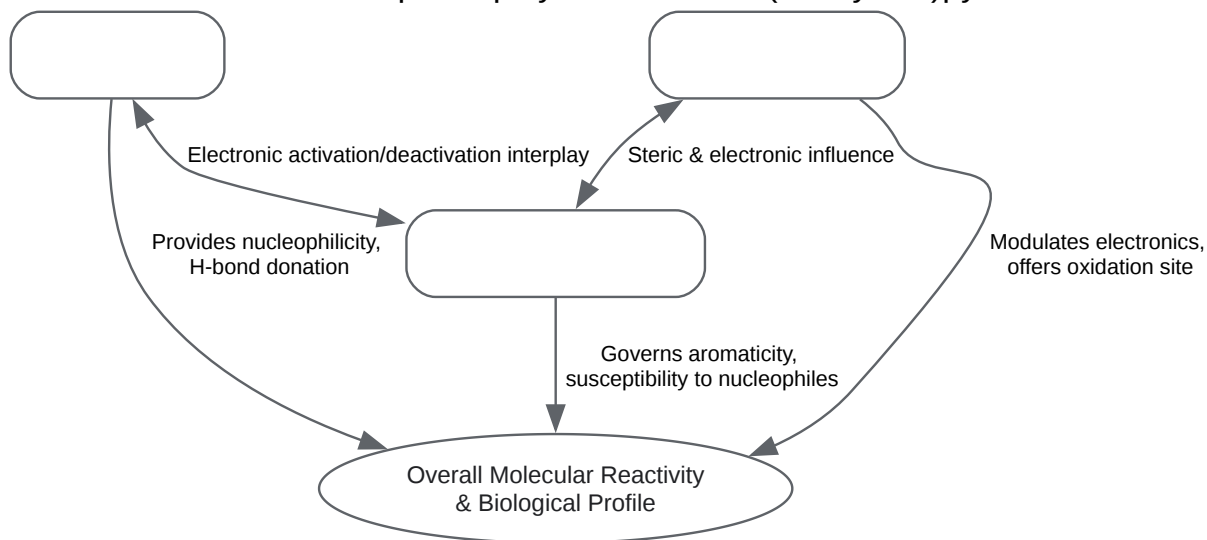 Electronic activation/deactivation interplay
Steric & electronic influence
Provides nucleophilicity,
H-bond donation
Modulates electronics,
offers oxidation site
Governs aromaticity,
susceptibility to nucleophiles
Overall Molecular Reactivity
& Biological Profile